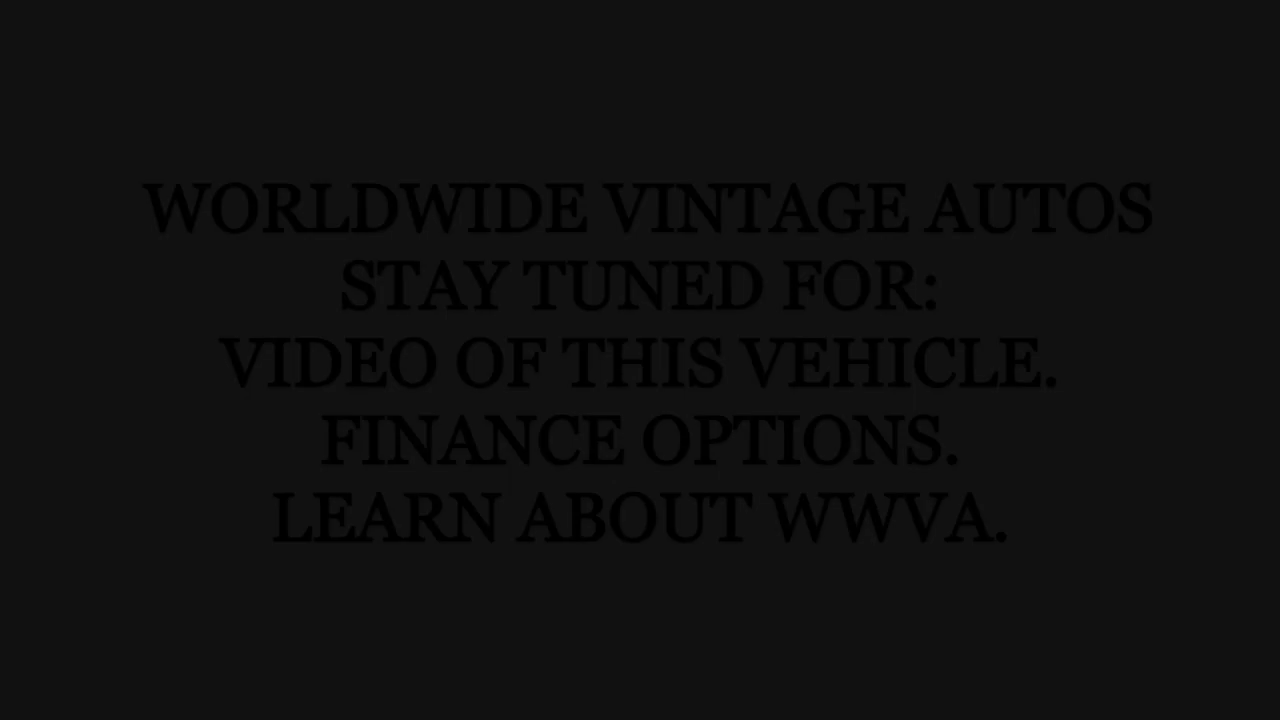 WORLDWIDE VINTAGE AUTOS
STAY TUNED FOR:
VIDEO OF THIS VEHICLE.
FINANCE OPTIONS.
LEARN ABOUT WWVA.